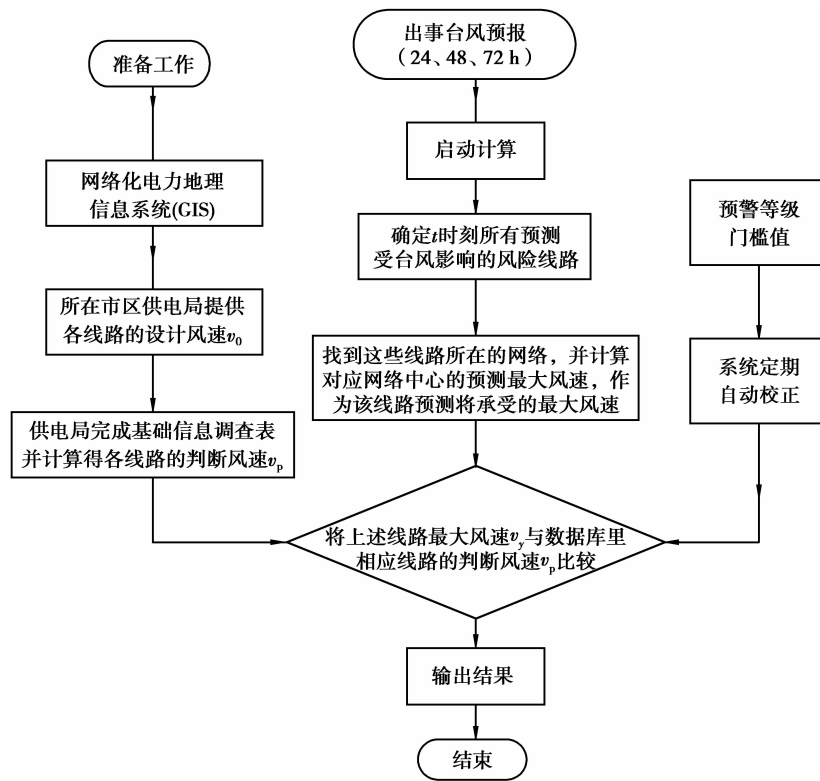 准备工作
网络化电力地理
信息系统(GIS)
所在市区供电局提供
各线路的设计风速v₀
供电局完成基础信息调查表
并计算得各线路的判断风速vₚ
出事台风预报
（24、48、72 h）
启动计算
确定t时刻所有预测
受台风影响的风险线路
找到这些线路所在的网络，并计算
对应网络中心的预测最大风速，作
为该线路预测将承受的最大风速
预警等级
门槛值
系统定期
自动校正
将上述线路最大风速v_y与数据库里
相应线路的判断风速vₚ比较
输出结果
结束